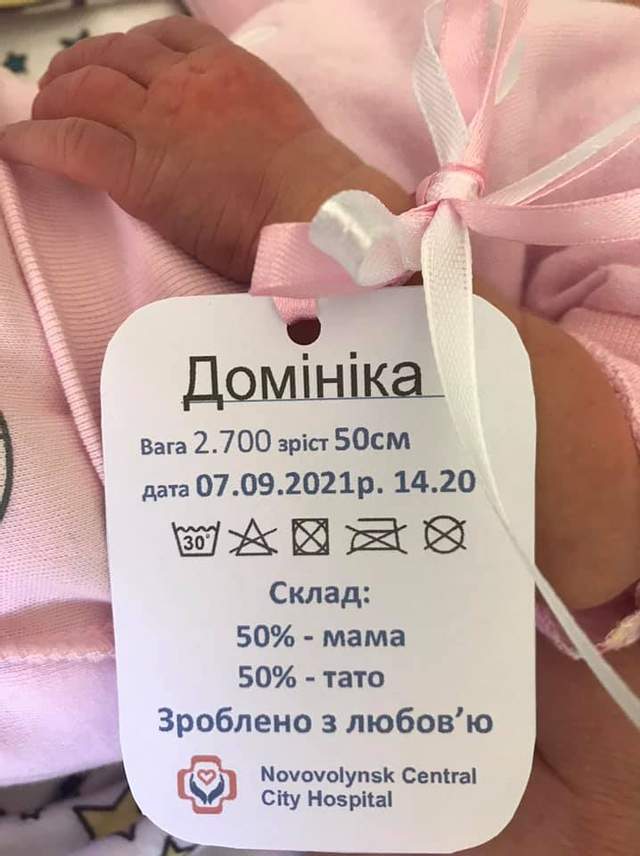 Домініка
Вага 2.700 зріст 50см
дата 07.09.2021р. 14.20
30°
Склад:
50% - мама
50% - тато
Зроблено з любов'ю
Novovolynsk Central
City Hospital